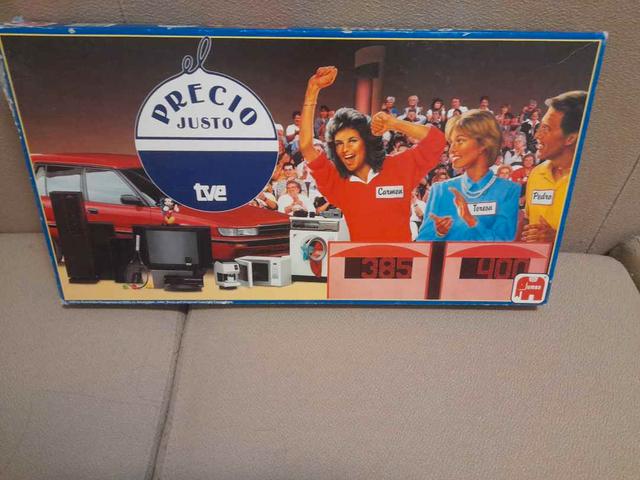 el
PRECIO
JUSTO
tve
Carmen
Teresa
Pedro
385
400
Jumbo